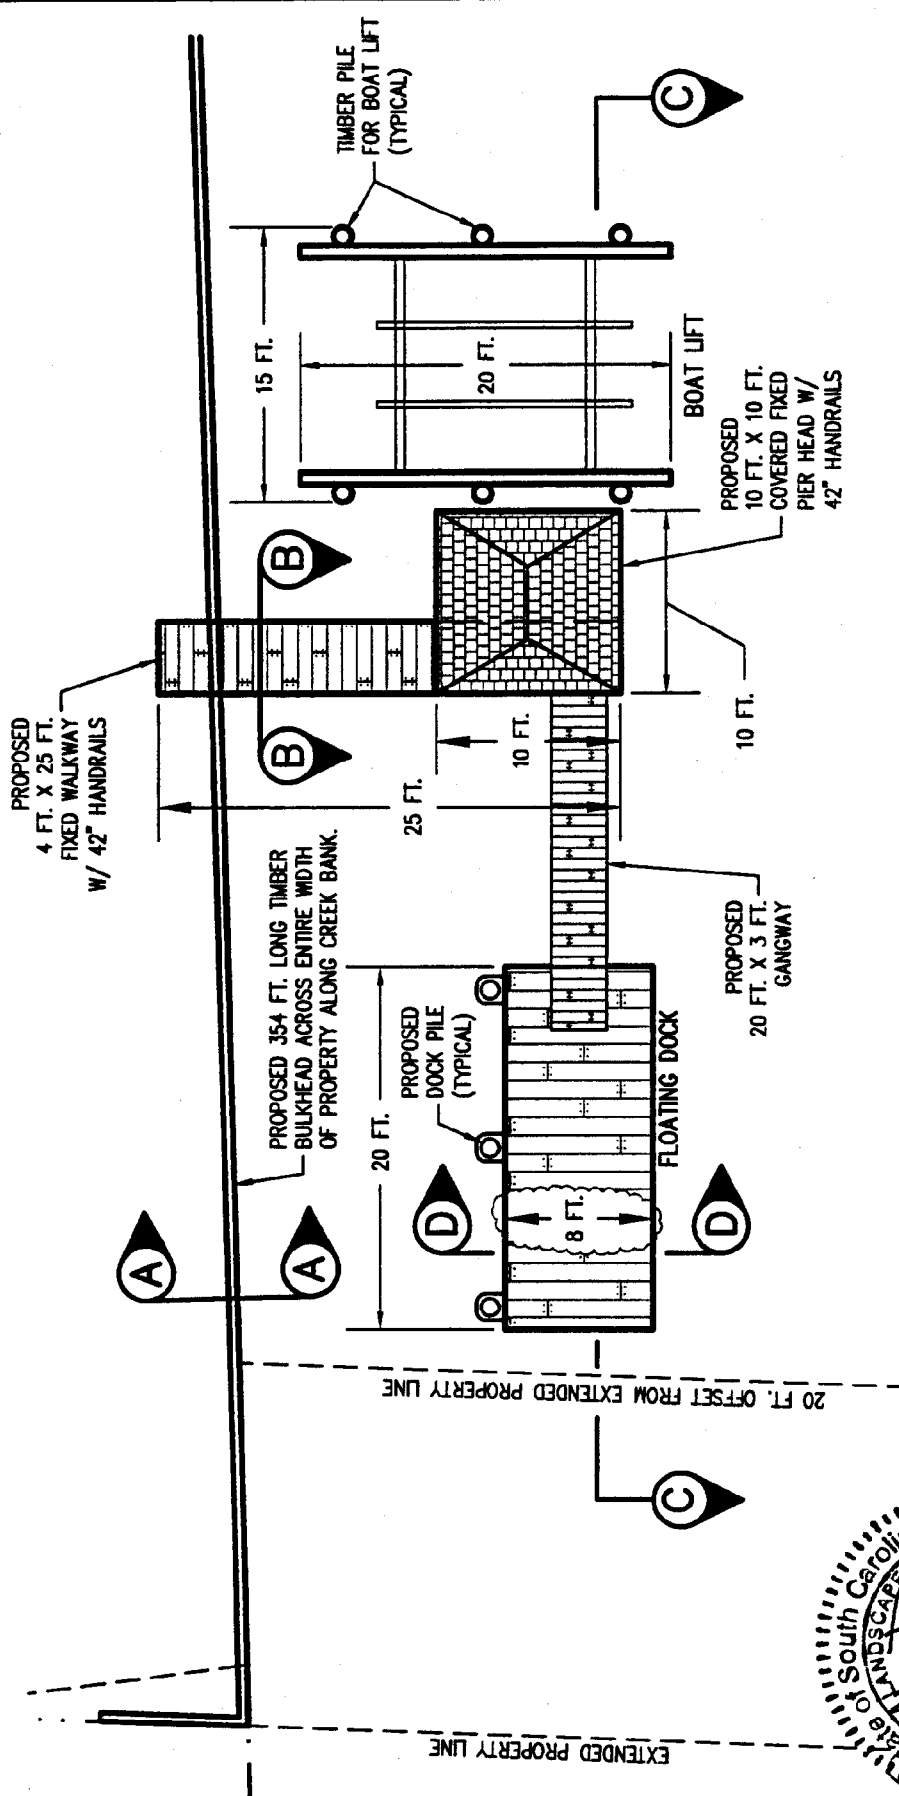 PROPOSED
4 FT. X 25 FT.
FIXED WALKWAY
W/ 42" HANDRAILS
TIMBER PILE
FOR BOAT LIFT
(TYPICAL)
15 FT.
20 FT.
BOAT LIFT
C
B
B
PROPOSED
10 FT. X 10 FT.
COVERED FIXED
PIER HEAD W/
42" HANDRAILS
10 FT.
10 FT.
25 FT.
PROPOSED 354 FT. LONG TIMBER
BULKHEAD ACROSS ENTIRE WIDTH
OF PROPERTY ALONG CREEK BANK.
PROPOSED
20 FT. X 3 FT.
GANGWAY
20 FT.
PROPOSED
DOCK PILE
(TYPICAL)
FLOATING DOCK
8 FT.
A
A
D
D
C
20 FT. OFFSET FROM EXTENDED PROPERTY LINE
EXTENDED PROPERTY LINE
of South
LANDSCAPE